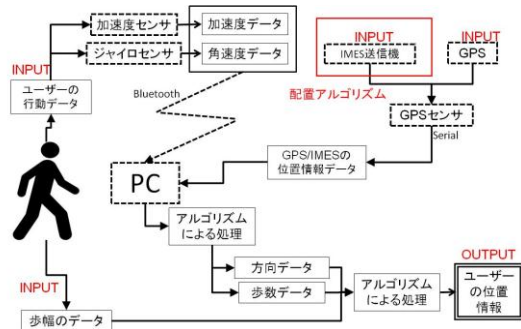 加速度センサ
加速度データ
ジャイロセンサ
角速度データ
INPUT
ユーザーの
行動データ
Bluetooth
INPUT
IMES送信機
INPUT
GPS
配置アルゴリズム
GPSセンサ
Serial
GPS/IMESの
位置情報データ
PC
アルゴリズム
による処理
方向データ
歩数データ
INPUT
歩幅のデータ
アルゴリズム
による処理
OUTPUT
ユーザー
の位置
情報